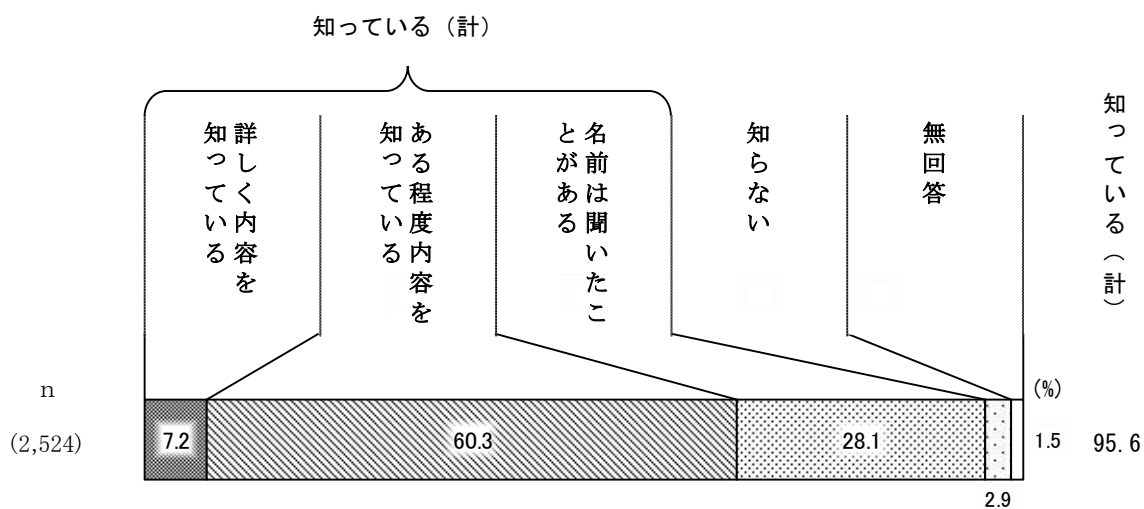 知っている（計）
詳しく内容を
知っている
ある程度内容を
知っている
名前は聞いたこ
とがある
知らない
無回答
知っている（計）
n
(%)
(2,524)
7.2
60.3
28.1
1.5
95.6
2.9